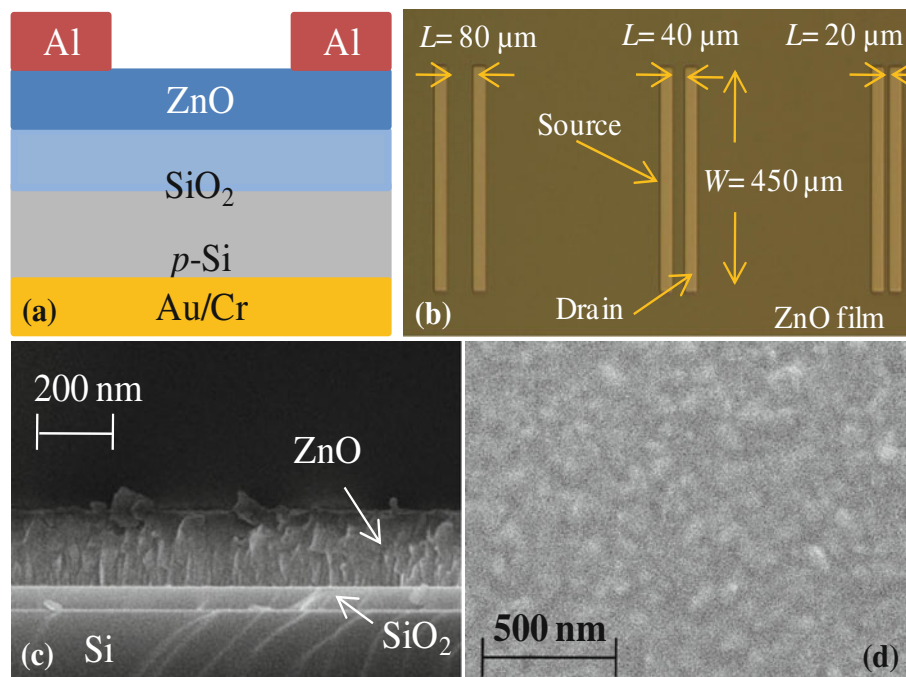 Al Al
ZnO
SiO2
p-Si
Au/Cr
(a)
L= 80 μm L= 40 μm L= 20 μm
Source
W= 450 μm
Drain
ZnO film
(b)
200 nm
ZnO
SiO2
Si
(c)
500 nm
(d)